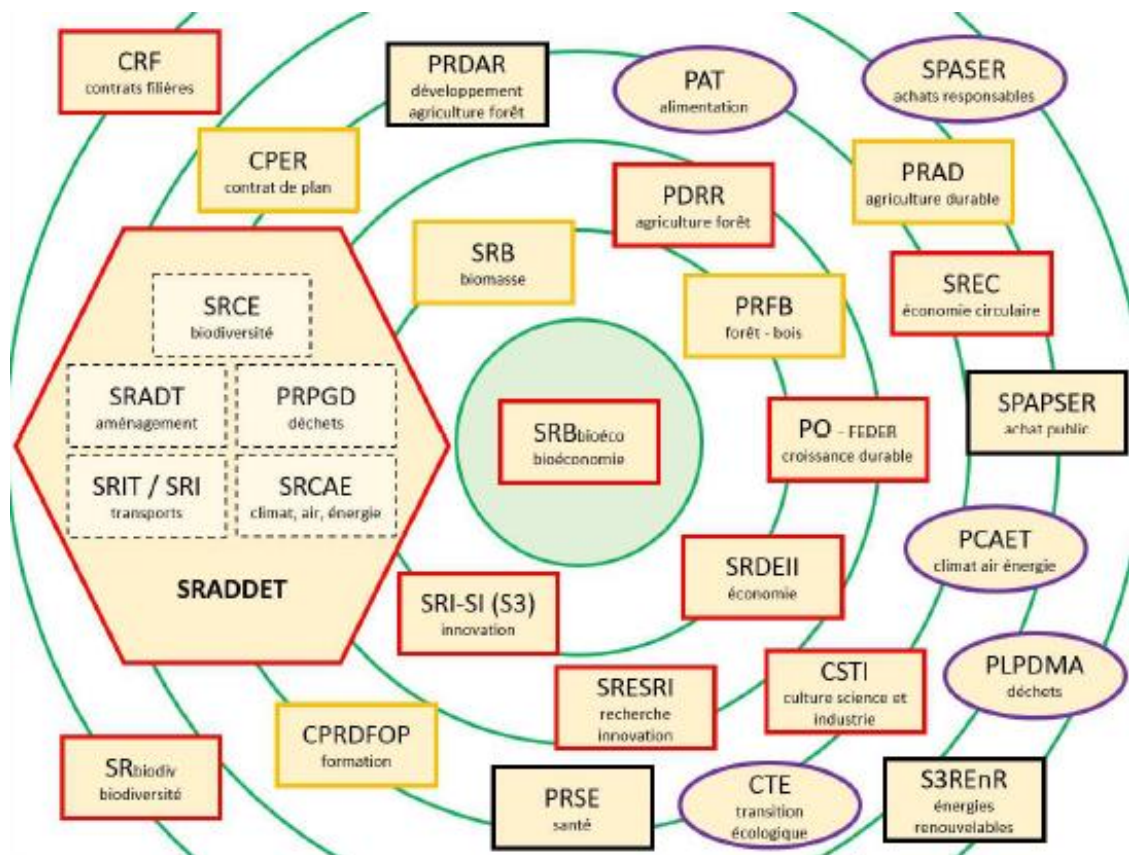 CRF
contrats filières
PRDAR
développement
agriculture forêt
PAT
alimentation
SPASER
achats responsables
CPER
contrat de plan
PDRR
agriculture forêt
PRAD
agriculture durable
SRB
biomasse
SRCE
biodiversité
PRFB
forêt - bois
SREC
économie circulaire
SRADT
aménagement
PRPGD
déchets
SRBbioéco
bioéconomie
PO - FEDER
croissance durable
SPAPSER
achat public
SRIT / SRI
transports
SRCAE
climat, air, énergie
SRADDET
PCAET
climat air énergie
SRDEII
économie
SRI-SI (S3)
innovation
SRESRI
recherche
innovation
CSTI
culture science et
industrie
PLPDMA
déchets
CPRDFOP
formation
SRbiodiv
biodiversité
PRSE
santé
CTE
transition
écologique
S3REnR
énergies
renouvelables